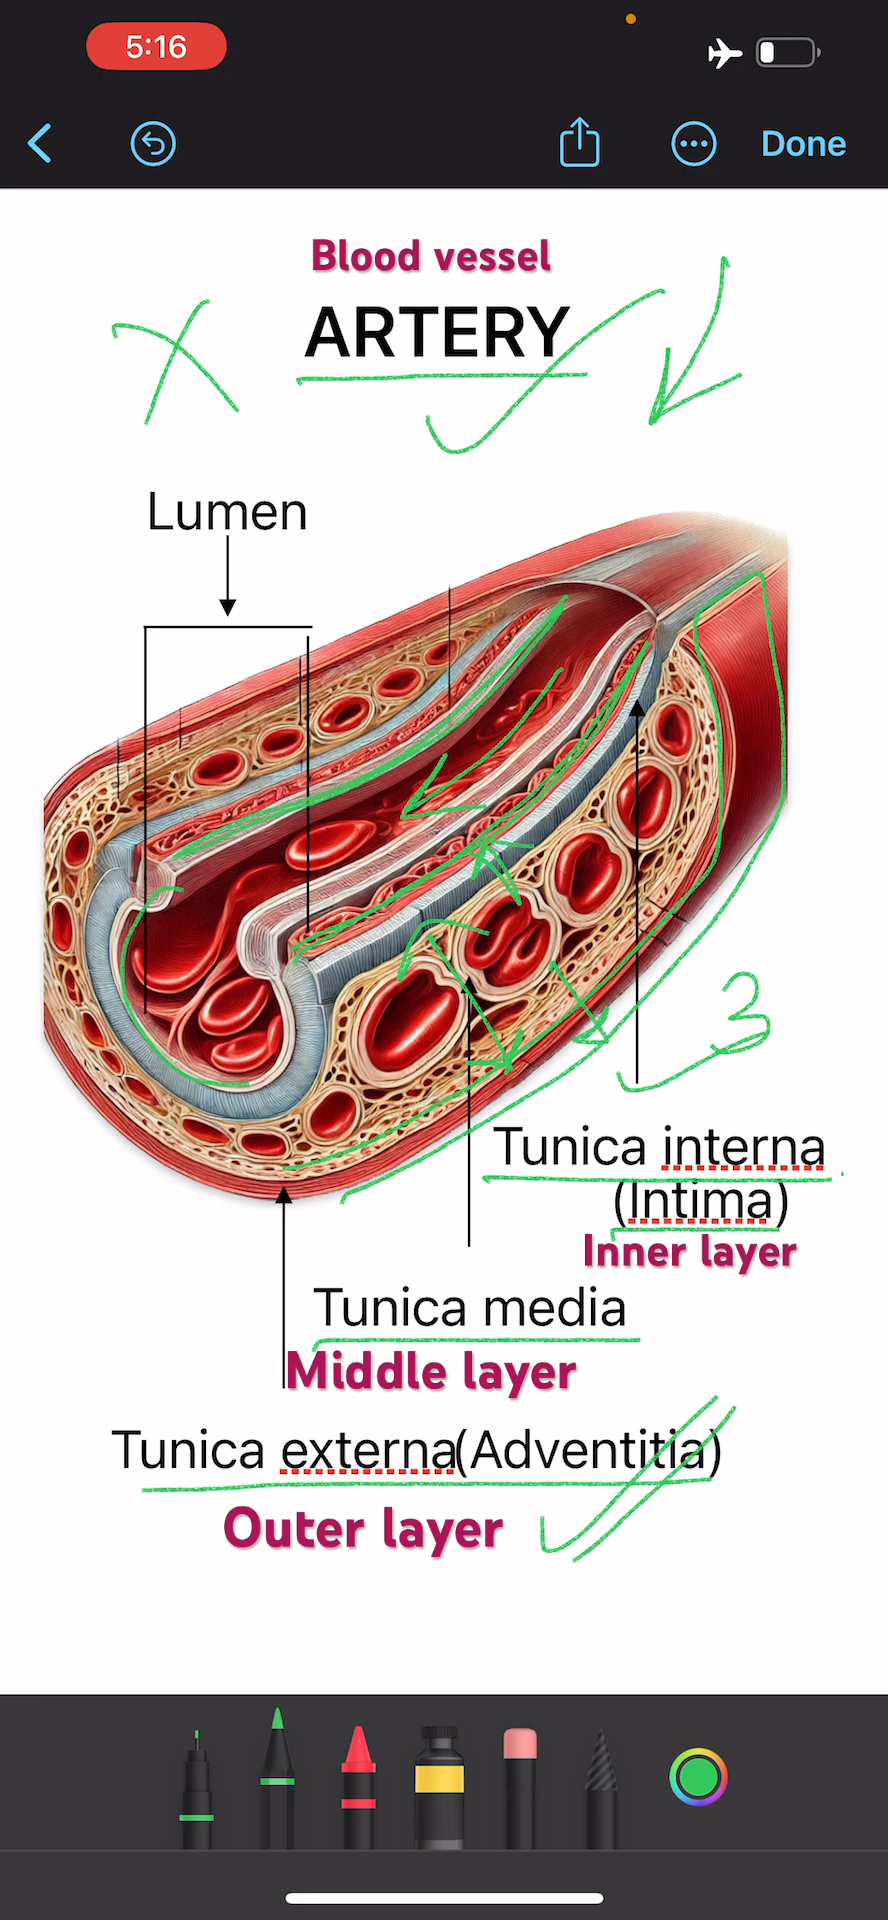 5:16
Done
Blood vessel
ARTERY
Lumen
3
Tunica interna
(Intima)
Inner layer
Tunica media
Middle layer
Tunica externa(Adventitia)
Outer layer